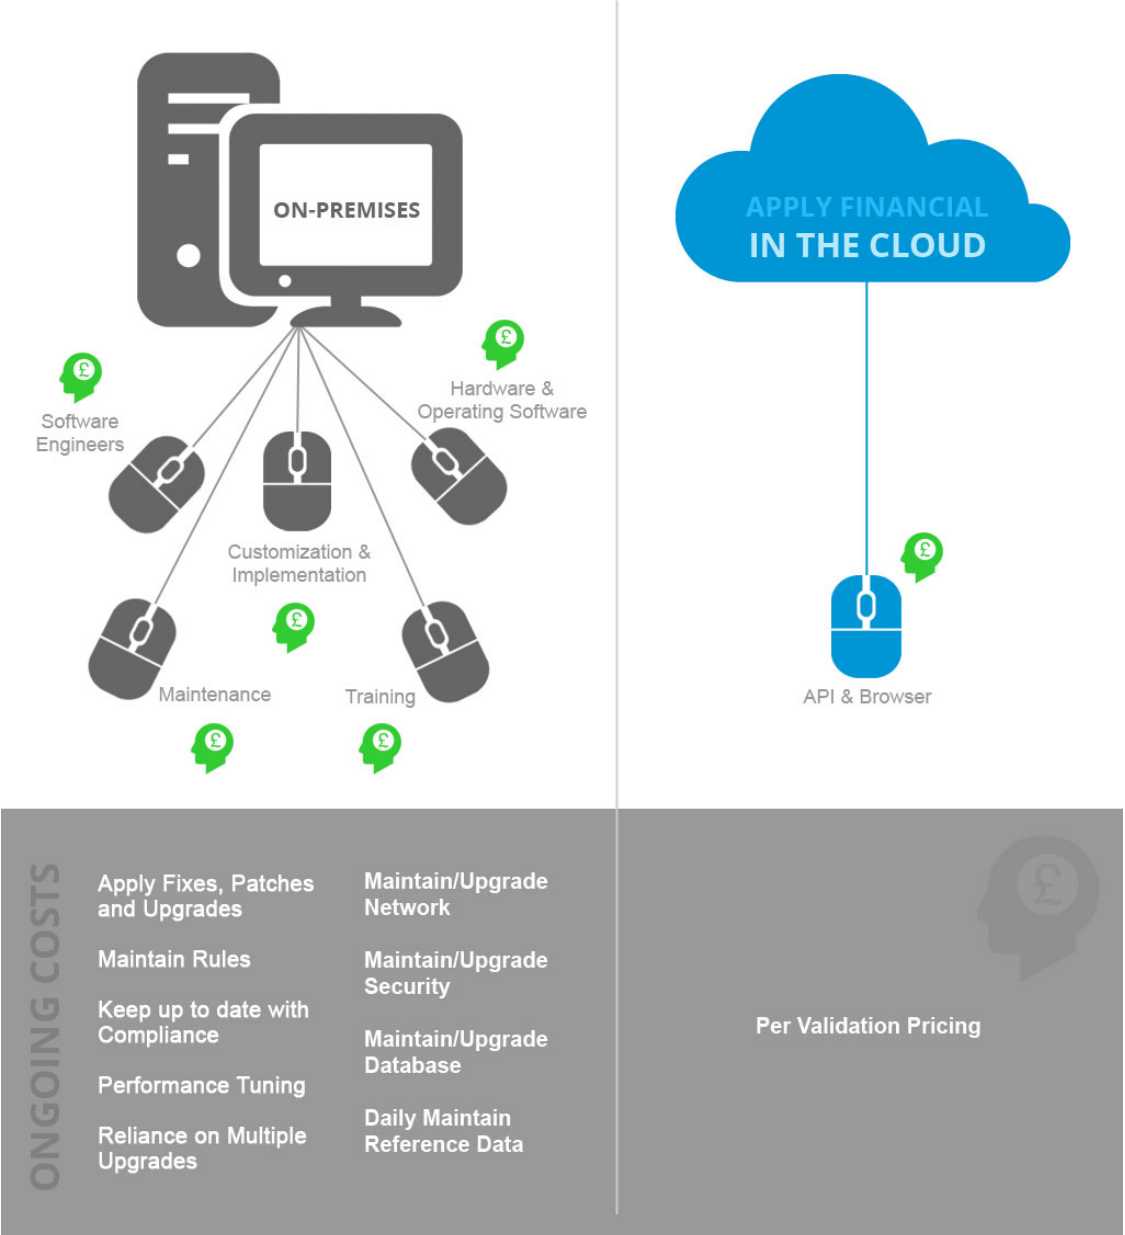 ON-PREMISES
£
Software
Engineers
£
Hardware &
Operating Software
Customization &
Implementation
£
Maintenance
£
Training
£
APPLY FINANCIAL
IN THE CLOUD
£
API & Browser
ONGOING COSTS
Apply Fixes, Patches
and Upgrades
Maintain Rules
Keep up to date with
Compliance
Performance Tuning
Reliance on Multiple
Upgrades
Maintain/Upgrade
Network
Maintain/Upgrade
Security
Maintain/Upgrade
Database
Daily Maintain
Reference Data
£
Per Validation Pricing